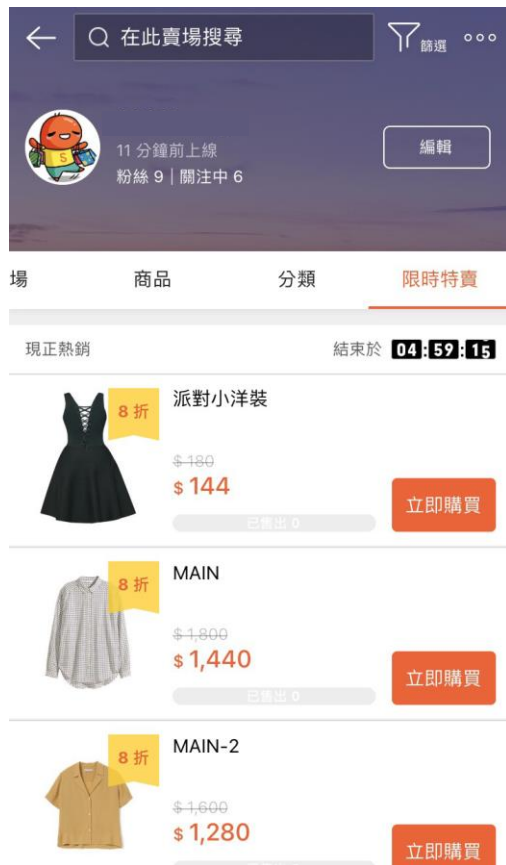 在此賣場搜尋
篩選
S
11 分鐘前上線
編輯
粉絲 9 | 關注中 6
場 商品 分類 限時特賣
現正熱銷 結束於 04:59:15
8 折
派對小洋裝
$180
$144
立即購買
已售出 0
8 折
MAIN
$1,800
$1,440
立即購買
已售出 0
8 折
MAIN-2
$1,600
$1,280
立即購買